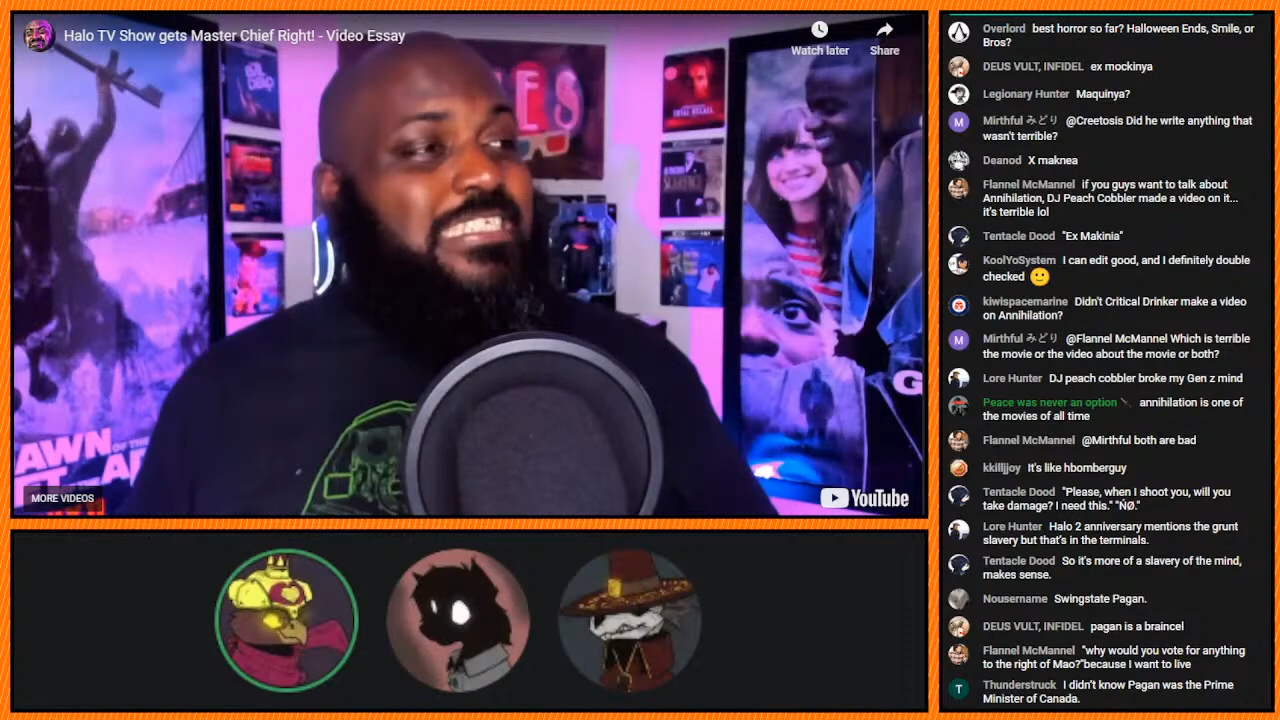 Halo TV Show gets Master Chief Right! - Video Essay
Watch later
Share
TOTAL RECALL
SCARFACE
AWN
OF THE
MORE VIDEOS
G
YouTube
Overlord best horror so far? Halloween Ends, Smile, or
Bros?
DEUS VULT, INFIDEL ex mockinya
Legionary Hunter Maquinya?
M
Mirthful みどり @Creetosis Did he write anything that
wasn't terrible?
Deanod X maknea
Flannel McMannel if you guys want to talk about
Annihilation, DJ Peach Cobbler made a video on it...
it's terrible lol
Tentacle Dood "Ex Makinia"
KoolYoSystem I can edit good, and I definitely double
checked 🙂
kiwispacemarine Didn't Critical Drinker make a video
on Annihilation?
M
Mirthful みどり @Flannel McMannel Which is terrible
the movie or the video about the movie or both?
Lore Hunter DJ peach cobbler broke my Gen z mind
Peace was never an option 🔪 annihilation is one of
the movies of all time
Flannel McMannel @Mirthful both are bad
kkilljjoy It's like hbomberguy
Tentacle Dood "Please, when I shoot you, will you
take damage? I need this." "ŃØ."
Lore Hunter Halo 2 anniversary mentions the grunt
slavery but that's in the terminals.
Tentacle Dood So it's more of a slavery of the mind,
makes sense.
Nousername Swingstate Pagan.
DEUS VULT, INFIDEL pagan is a braincel
Flannel McMannel "why would you vote for anything
to the right of Mao?"because I want to live
T
Thunderstruck I didn't know Pagan was the Prime
Minister of Canada.